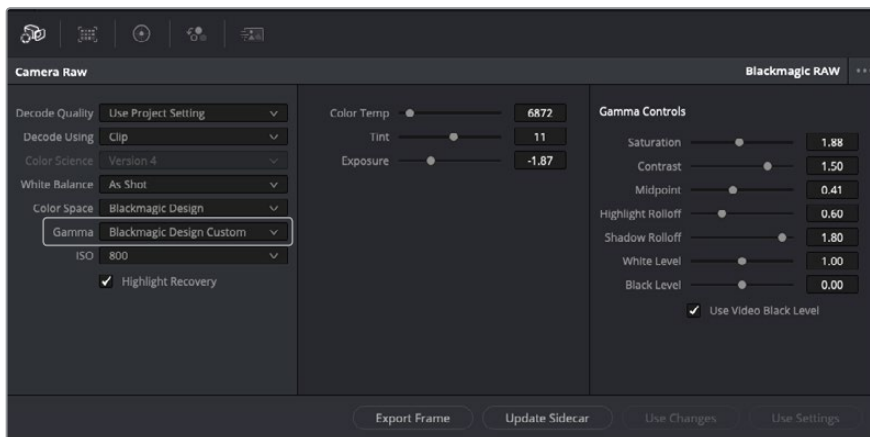 Camera Raw
Blackmagic RAW
Decode Quality Use Project Setting
Decode Using Clip
Color Science Version 4
White Balance As Shot
Color Space Blackmagic Design
Gamma Blackmagic Design Custom
ISO 800
Highlight Recovery
Color Temp 6872
Tint 11
Exposure -1.87
Gamma Controls
Saturation 1.88
Contrast 1.50
Midpoint 0.41
Highlight Rolloff 0.60
Shadow Rolloff 1.80
White Level 1.00
Black Level 0.00
Use Video Black Level
Export Frame
Update Sidecar
Use Changes
Use Settings